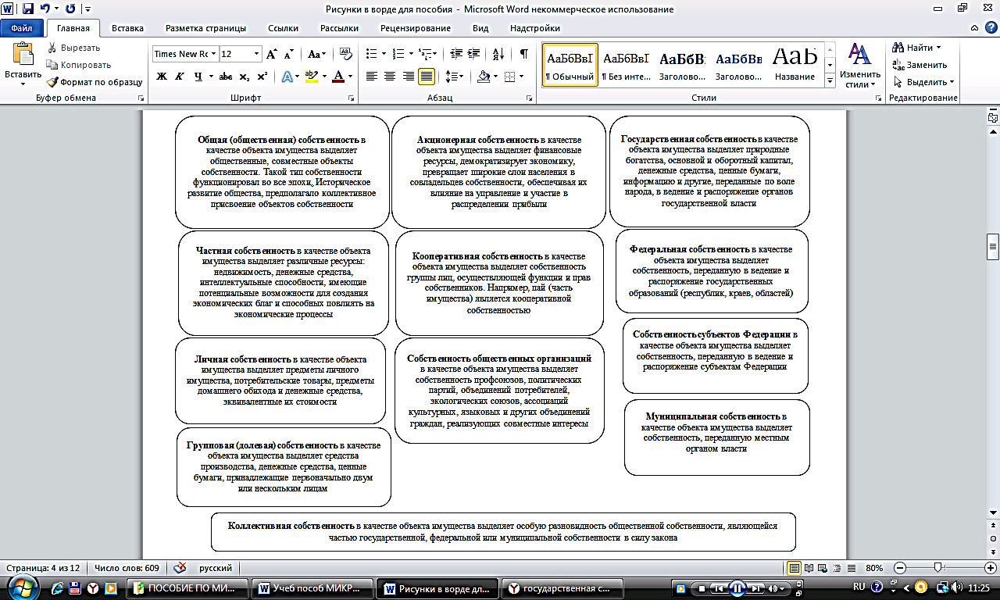 Рисунки в ворде для пособия - Microsoft Word некоммерческое использование
Файл Главная Вставка Разметка страницы Ссылки Рассылки Рецензирование Вид Надстройки
Вставить
Вырезать
Копировать
Формат по образцу
Буфер обмена
Times New Rc 12
Шрифт
Абзац
АаБбВвІ АаБбВвІ АаБбВ: АаБбВв АаЬ
¶ Обычный ¶ Без инте... Заголово... Заголово... Название
Стили
Изменить
стили
Найти
Заменить
Выделить
Редактирование
Общая (общественная) собственность в
качестве объекта имущества выделяет
общественные, совместные объекты
собственности. Такой тип собственности
функционировал во все эпохи. Историческое
развитие общества, предполагало коллективное
присвоение объектов собственности
Акционерная собственность в качестве
объекта имущества выделяет финансовые
ресурсы, демократизирует экономику,
превращает широкие слои населения в
совладельцев собственности, обеспечивая их
влияние на управление и участие в
распределении прибыли
Государственная собственность в качестве
объекта имущества выделяет природные
богатства, основной и оборотный капитал,
денежные средства, ценные бумаги,
информацию и другие, переданные по воле
народа, в ведение и распоряжение органов
государственной власти
Частная собственность в качестве объекта
имущества выделяет различные ресурсы:
недвижимость, денежные средства,
интеллектуальные способности, имеющие
потенциальные возможности для создания
экономических благ и способных повлиять на
экономические процессы
Кооперативная собственность в качестве
объекта имущества выделяет собственность
группы лиц, осуществляющей функции и прав
собственников. Например, пай (часть
имущества) является кооперативной
собственностью
Федеральная собственность в качестве
объекта имущества выделяет
собственность, переданную в ведение и
распоряжение государственных
образований (республик, краев, областей)
Личная собственность в качестве объекта
имущества выделяет предметы личного
имущества, потребительские товары, предметы
домашнего обихода и денежные средства,
эквивалентные их стоимости
Собственность общественных организаций
в качестве объекта имущества выделяет
собственность профсоюзов, политических
партий, объединений потребителей,
экологических союзов, ассоциаций
культурных, языковых и других объединений
граждан, реализующих совместные интересы
Собственность субъектов Федерации в
качестве объекта имущества выделяет
собственность, переданную в ведение и
распоряжение субъектам Федерации
Групповая (долевая) собственность в качестве
объекта имущества выделяет средства
производства, денежные средства, ценные
бумаги, принадлежащие первоначально двум
или нескольким лицам
Муниципальная собственность в
качестве объекта имущества выделяет
собственность, переданную местным
органом власти
Коллективная собственность в качестве объекта имущества выделяет особую разновидность общественной собственности, являющейся
частью государственной, федеральной или муниципальной собственности в силу закона
Страница: 4 из 12 Число слов: 609 русский 80%
ПОСОБИЕ ПО МИ... Учеб пособ МИКР... Рисунки в ворде дл... государственная с... RU 11:25